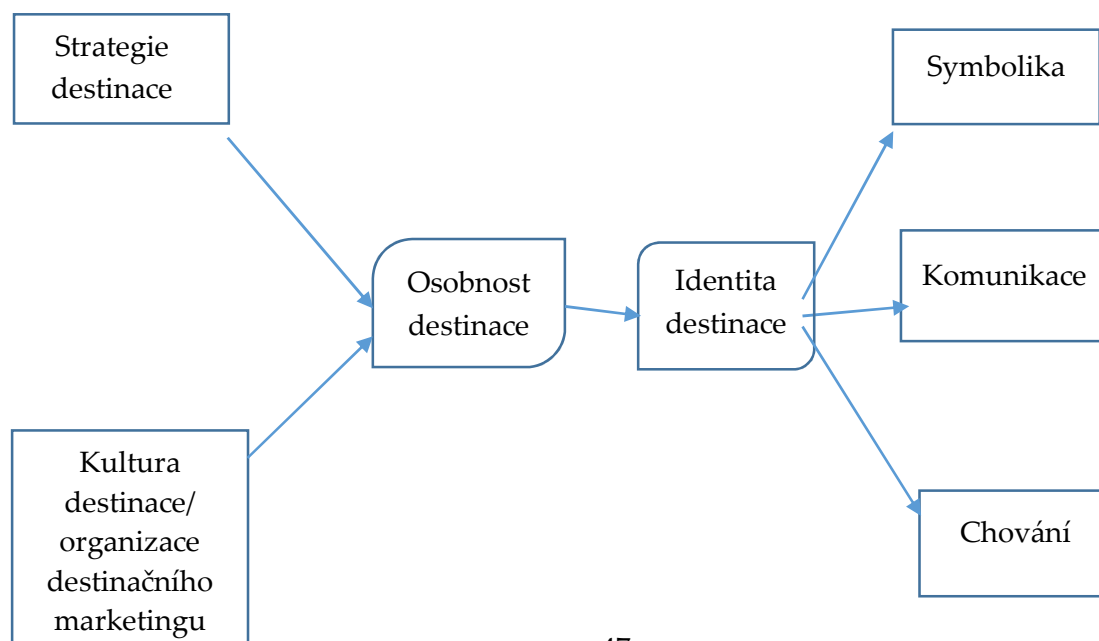 Strategie
destinace
Symbolika
Osobnost
destinace
Identita
destinace
Komunikace
Kultura
destinace/
organizace
destinačního
marketingu
Chování